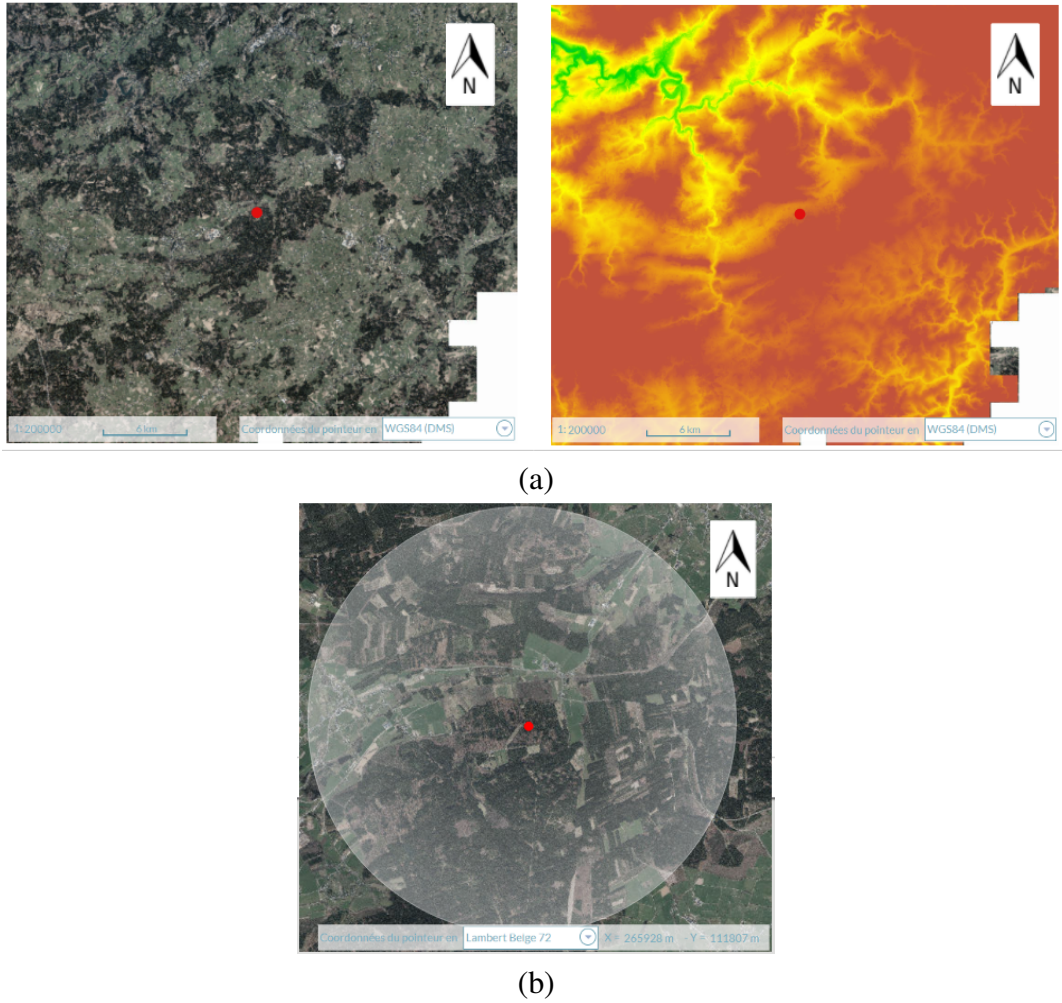 N
N
1:200000
6 km
Coordonnées du pointeur en
WGS84 (DMS)
1: 200000
6 km
Coordonnées du pointeur en
WGS84 (DMS)
(a)
N
Coordonnées du pointeur en
Lambert Belge 72
X = 265928 m - Y = 111807 m
(b)